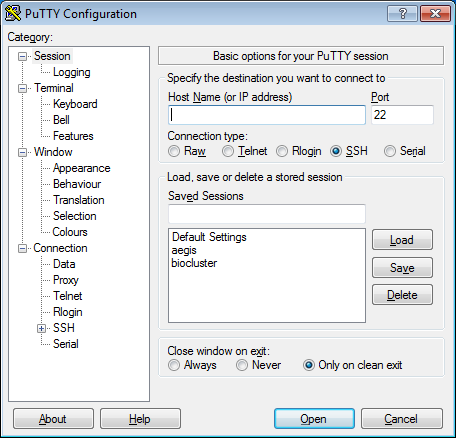 PuTTY Configuration
Category:
Session
Logging
Terminal
Keyboard
Bell
Features
Window
Appearance
Behaviour
Translation
Selection
Colours
Connection
Data
Proxy
Telnet
Rlogin
SSH
Serial
Basic options for your PuTTY session
Specify the destination you want to connect to
Host Name (or IP address) Port
22
Connection type:
Raw Telnet Rlogin SSH Serial
Load, save or delete a stored session
Saved Sessions
Default Settings
aegis
biocluster
Load
Save
Delete
Close window on exit:
Always Never Only on clean exit
About Help Open Cancel